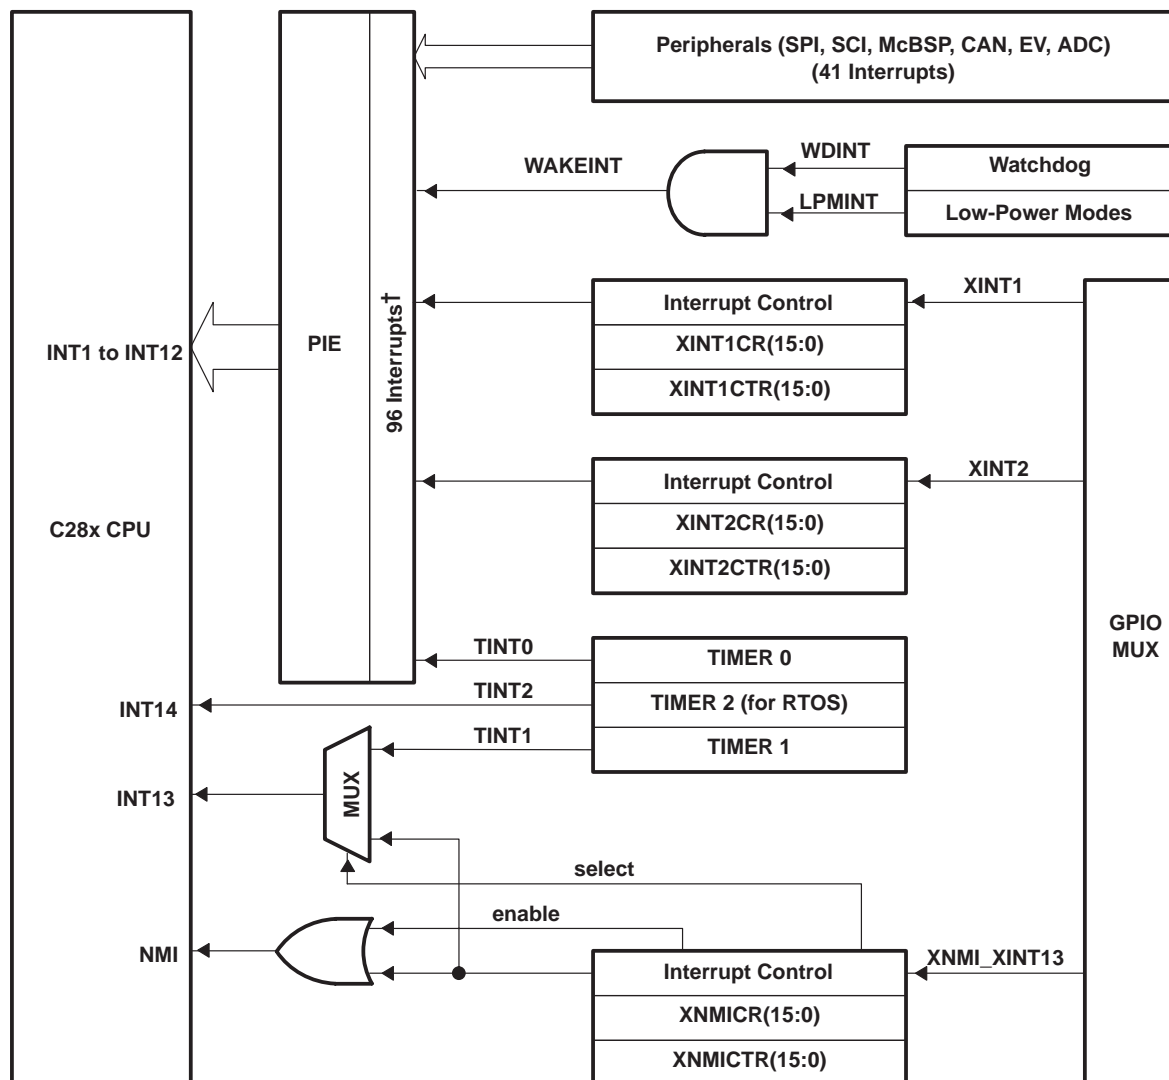 Peripherals (SPI, SCI, McBSP, CAN, EV, ADC)
(41 Interrupts)
WDINT
Watchdog
WAKEINT
LPMINT
Low-Power Modes
XINT1
Interrupt Control
XINT1CR(15:0)
XINT1CTR(15:0)
INT1 to INT12
PIE
96 Interrupts†
C28x CPU
XINT2
Interrupt Control
XINT2CR(15:0)
XINT2CTR(15:0)
GPIO
MUX
TINT0
TIMER 0
TINT2
TIMER 2 (for RTOS)
INT14
TINT1
TIMER 1
INT13
MUX
select
enable
NMI
XNMI_XINT13
Interrupt Control
XNMICR(15:0)
XNMICTR(15:0)